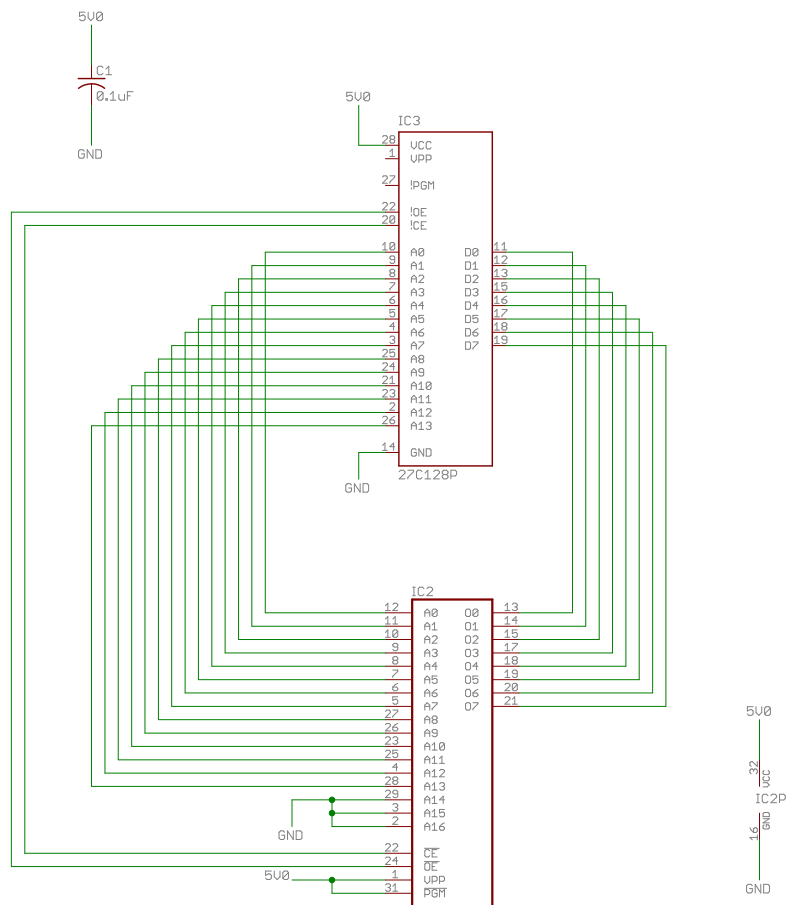 5V0
C1
0.1uF
GND
5V0
IC3
28 VCC
1 VPP
27 !PGM
22 !OE
20 !CE
10 A0 D0 11
9 A1 D1 12
8 A2 D2 13
7 A3 D3 15
6 A4 D4 16
5 A5 D5 17
4 A6 D6 18
3 A7 D7 19
25 A8
24 A9
21 A10
23 A11
2 A12
26 A13
14 GND
GND
27C128P
IC2
12 A0 O0 13
11 A1 O1 14
10 A2 O2 15
9 A3 O3 17
8 A4 O4 18
7 A5 O5 19
6 A6 O6 20
5 A7 O7 21
27 A8
26 A9
23 A10
25 A11
4 A12
28 A13
29 A14
3 A15
2 A16
GND
22 CE
24 OE
5V0
1 VPP
31 PGM
5V0
32 VCC
IC2P
16 GND
GND